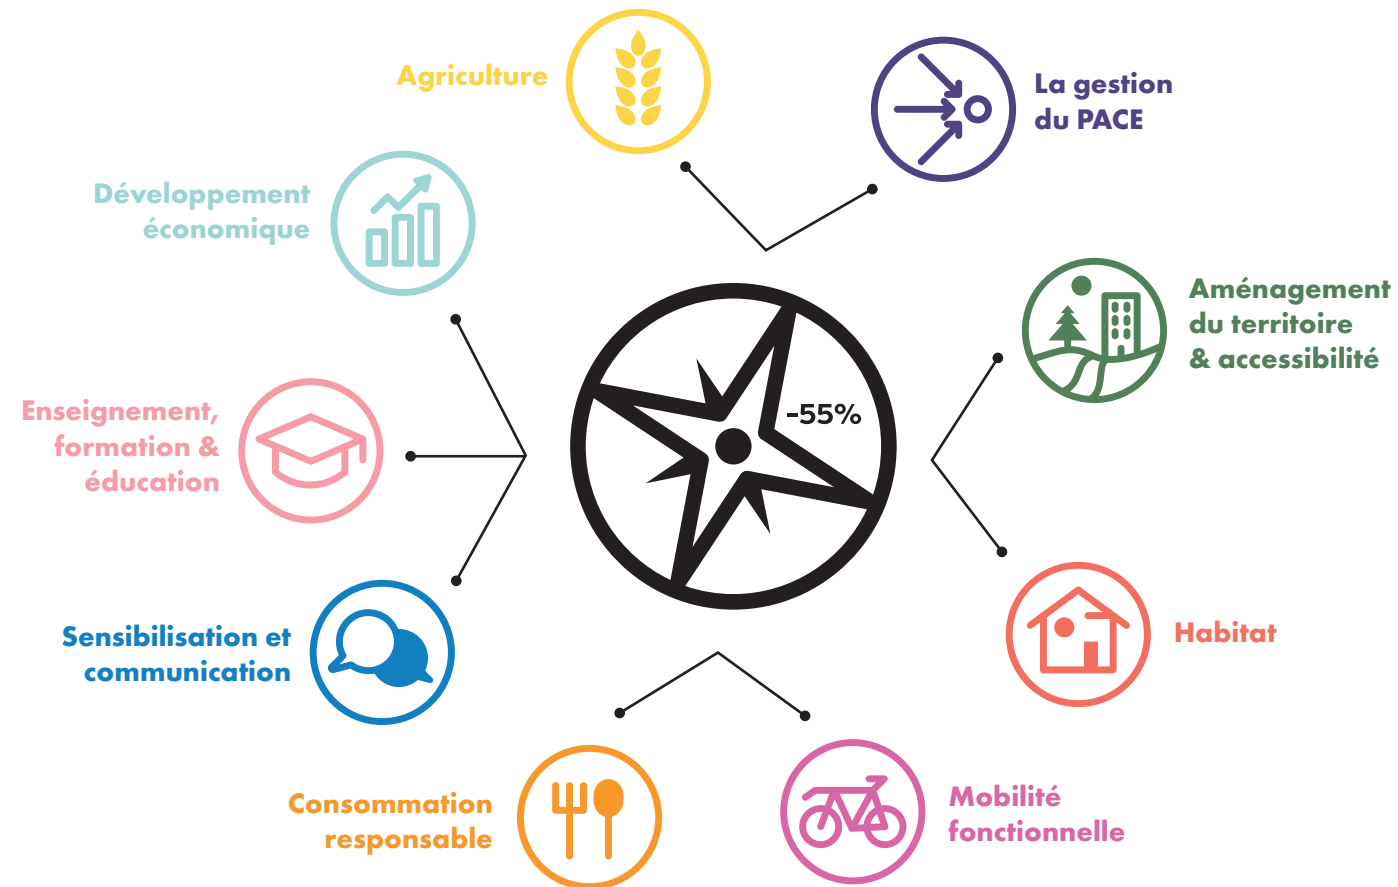 Agriculture
La gestion
du PACE
Développement
économique
Aménagement
du territoire
& accessibilité
-55%
Enseignement,
formation &
éducation
Habitat
Sensibilisation et
communication
Consommation
responsable
Mobilité
fonctionnelle